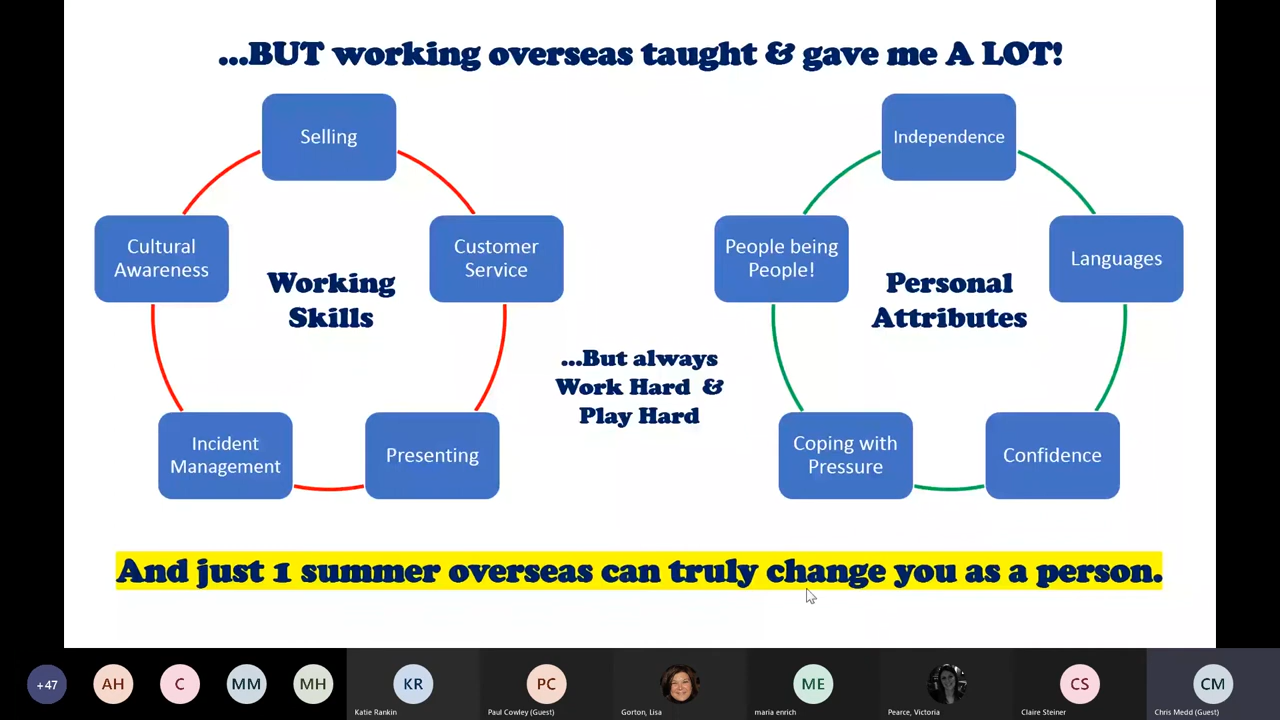 ...BUT working overseas taught & gave me A LOT!
Selling
Cultural
Awareness
Customer
Service
Working
Skills
Incident
Management
Presenting
...But always
Work Hard &
Play Hard
Independence
People being
People!
Languages
Personal
Attributes
Coping with
Pressure
Confidence
And just 1 summer overseas can truly change you as a person.
+47
AH
C
MM
MH
KR
Katie Rankin
PC
Paul Cowley (Guest)
Gorton, Lisa
ME
maria enrich
Pearce, Victoria
CS
Claire Steiner
CM
Chris Medd (Guest)